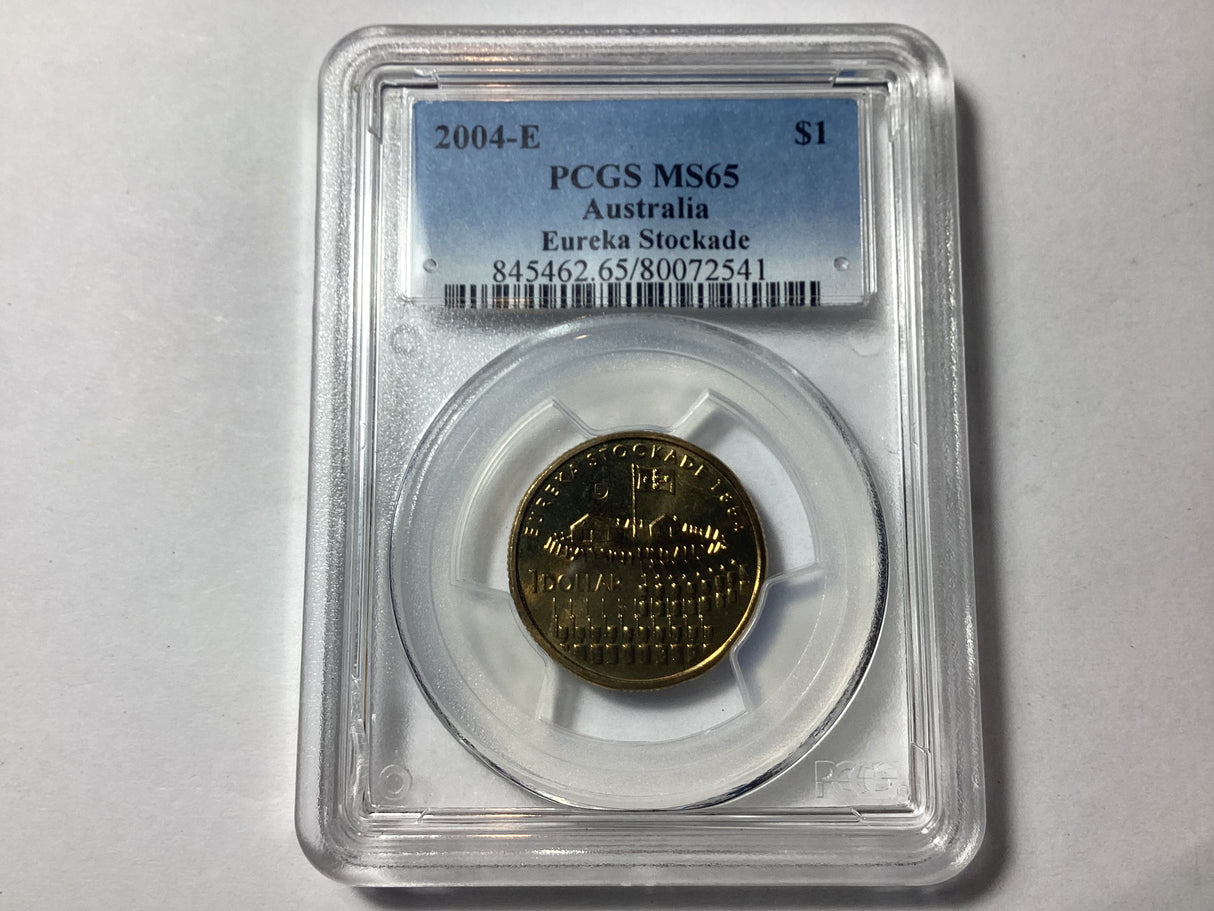 2004-E $1
PCGS MS65
Australia
Eureka Stockade
845462.65/80072541
EUREKA STOCKADE 1854
1 DOLLAR
PCGS